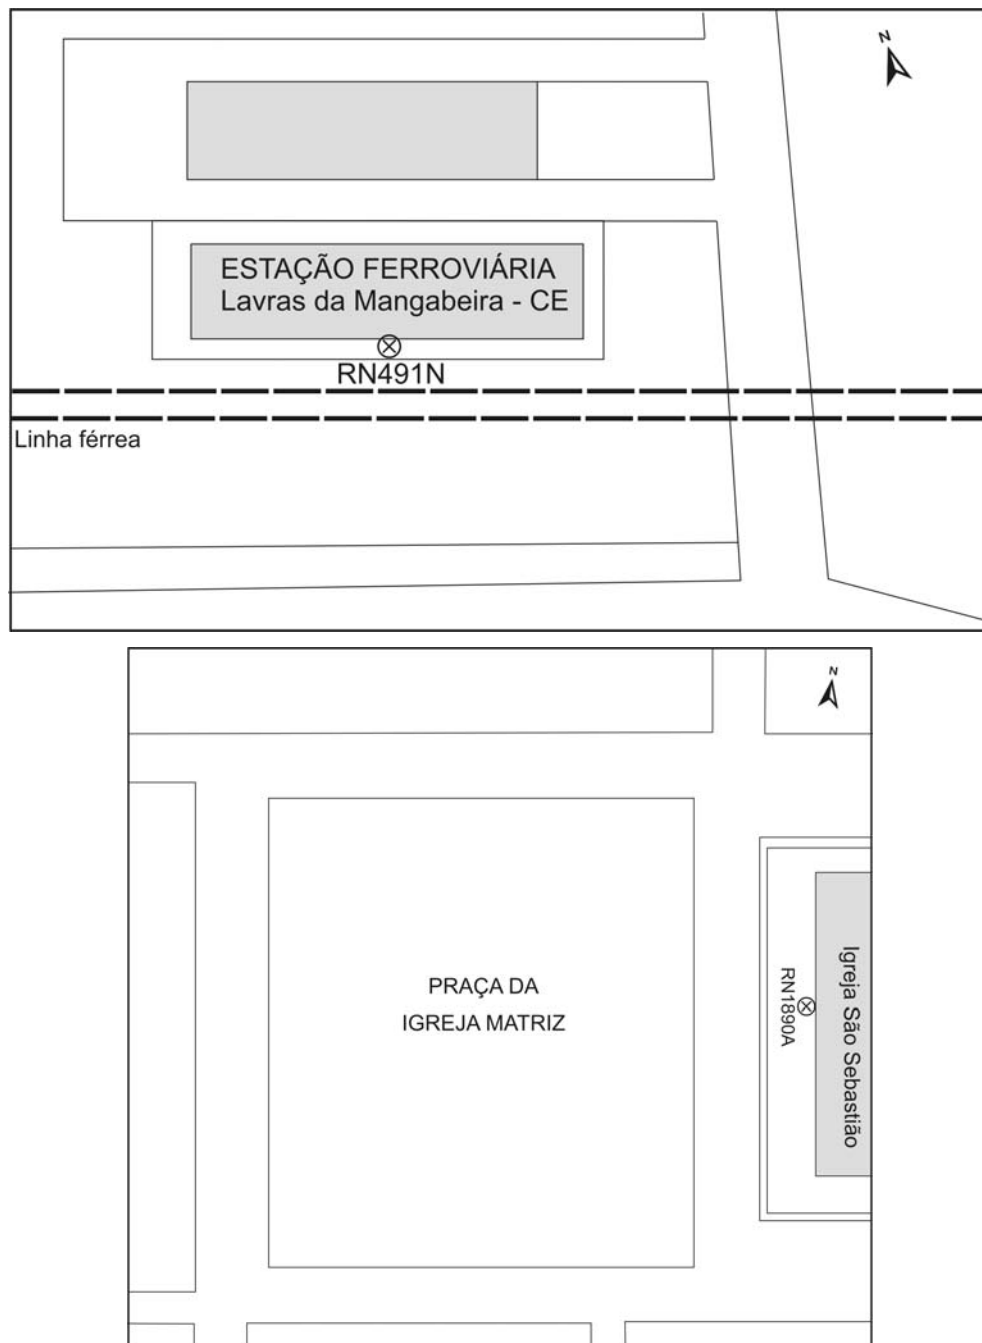 N
ESTAÇÃO FERROVIÁRIA
Lavras da Mangabeira - CE
RN491N
Linha férrea
N
PRAÇA DA
IGREJA MATRIZ
RN1890A
Igreja São Sebastião